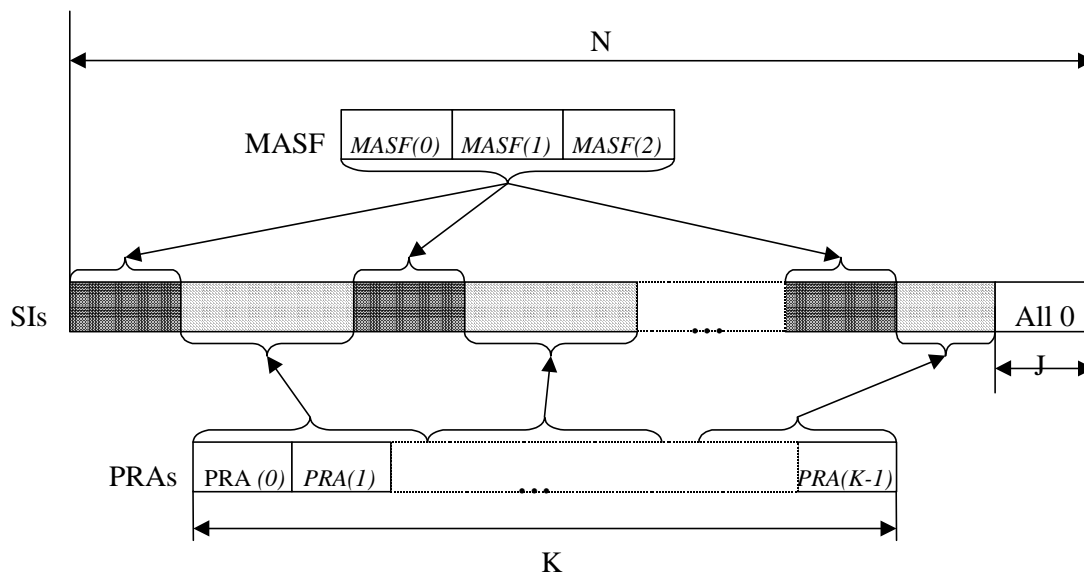 N
MASF
MASF(0) MASF(1) MASF(2)
SIs
...
All 0
J
PRAs
PRA (0) PRA(1) ... PRA(K-1)
K